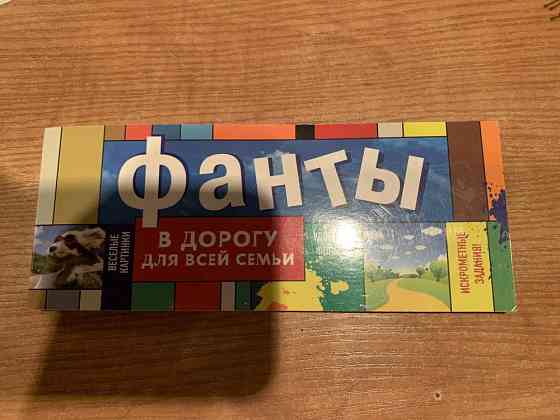 фанты
В ДОРОГУ
ДЛЯ ВСЕЙ СЕМЬИ
ВЕСЕЛЫЕ
КАРТИНКИ
ИСКРОМЕТНЫЕ
ЗАДАНИЯ!